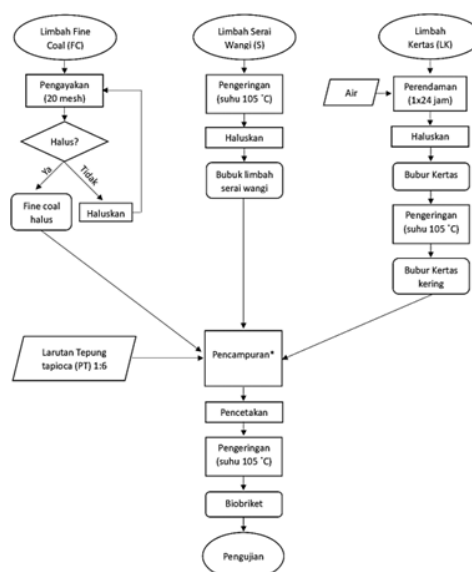 Limbah Fine
Coal (FC)
Pengayakan
(20 mesh)
Halus?
Ya
Tidak
Fine coal
halus
Haluskan
Limbah Serai
Wangi (S)
Pengeringan
(suhu 105 ˚C)
Haluskan
Bubuk limbah
serai wangi
Limbah
Kertas (LK)
Air
Perendaman
(1x24 jam)
Haluskan
Bubur Kertas
Pengeringan
(suhu 105 ˚C)
Bubur Kertas
kering
Larutan Tepung
tapioca (PT) 1:6
Pencampuran*
Pencetakan
Pengeringan
(suhu 105 ˚C)
Biobriket
Pengujian